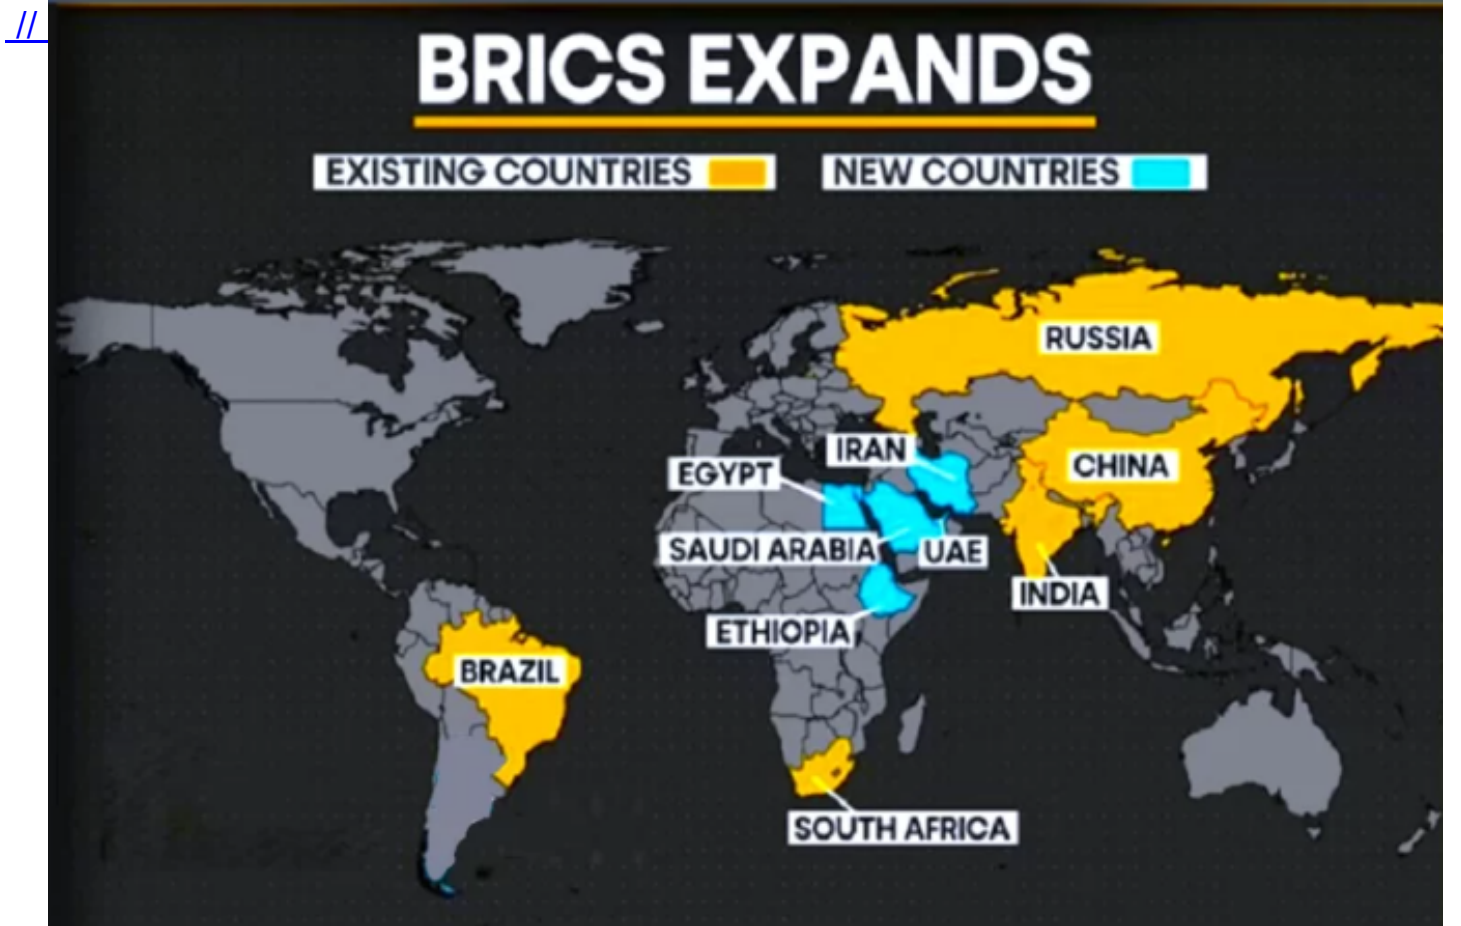 //
BRICS EXPANDS
EXISTING COUNTRIES
NEW COUNTRIES
RUSSIA
IRAN
CHINA
EGYPT
SAUDI ARABIA
UAE
INDIA
ETHIOPIA
BRAZIL
SOUTH AFRICA